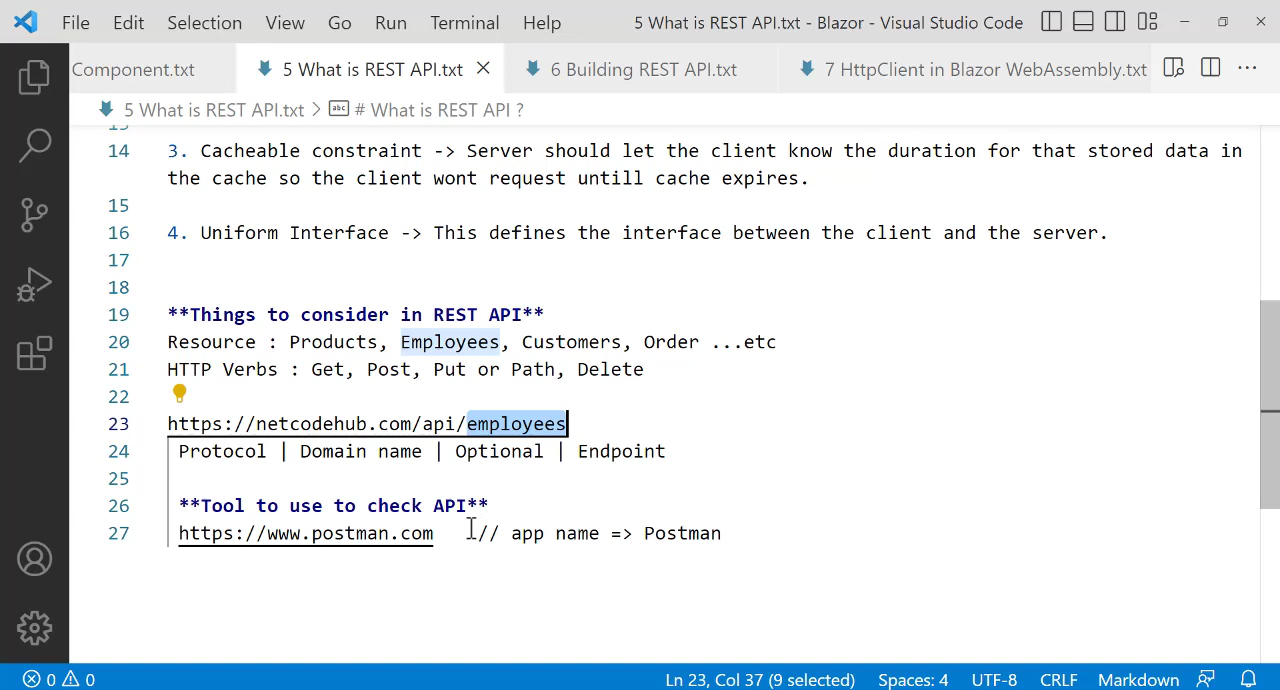 File Edit Selection View Go Run Terminal Help 5 What is REST API.txt - Blazor - Visual Studio Code
Component.txt 5 What is REST API.txt 6 Building REST API.txt 7 HttpClient in Blazor WebAssembly.txt ...
5 What is REST API.txt > abc # What is REST API ?
13
14 3. Cacheable constraint -> Server should let the client know the duration for that stored data in
the cache so the client wont request untill cache expires.
15
16 4. Uniform Interface -> This defines the interface between the client and the server.
17
18
19 **Things to consider in REST API**
20 Resource : Products, Employees, Customers, Order ...etc
21 HTTP Verbs : Get, Post, Put or Path, Delete
22
23 https://netcodehub.com/api/employees
24 Protocol | Domain name | Optional | Endpoint
25
26 **Tool to use to check API**
27 https://www.postman.com // app name => Postman
0 0 Ln 23, Col 37 (9 selected) Spaces: 4 UTF-8 CRLF Markdown